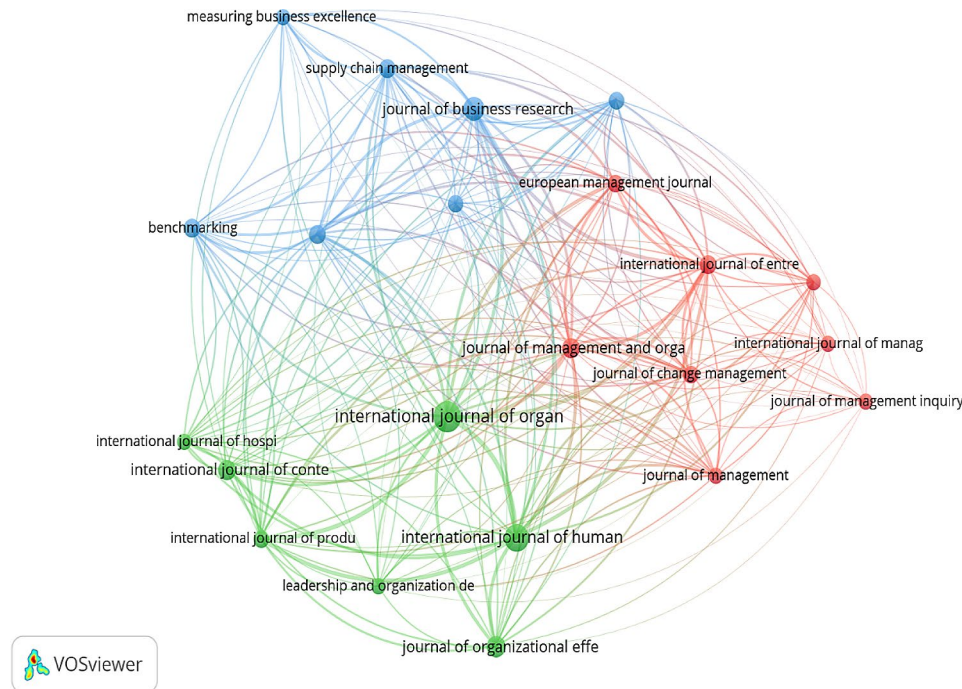 measuring business excellence
supply chain management
journal of business research
european management journal
benchmarking
international journal of entre
international journal of manag
journal of management and orga
journal of change management
journal of management inquiry
international journal of organ
international journal of hospi
international journal of conte
journal of management
international journal of produ
international journal of human
leadership and organization de
journal of organizational effe
VOSviewer